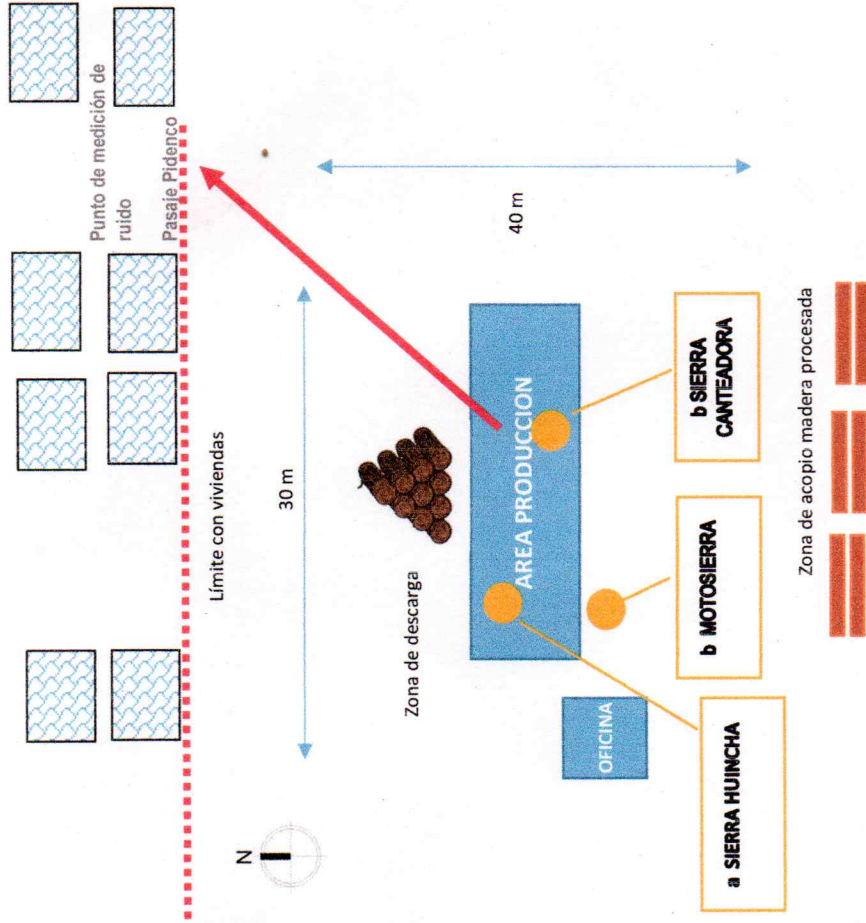 Punto de medición de
ruido
Pasaje Pidenco
Límite con viviendas
30 m
40 m
N
Zona de descarga
AREA PRODUCCION
OFICINA
a SIERRA HUINCHA
b MOTOSIERRA
b SIERRA
CANTEADORA
Zona de acopio madera procesada